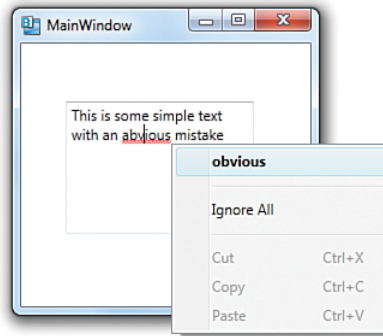 MainWindow
This is some simple text
with an abvious mistake
obvious
Ignore All
Cut Ctrl+X
Copy Ctrl+C
Paste Ctrl+V